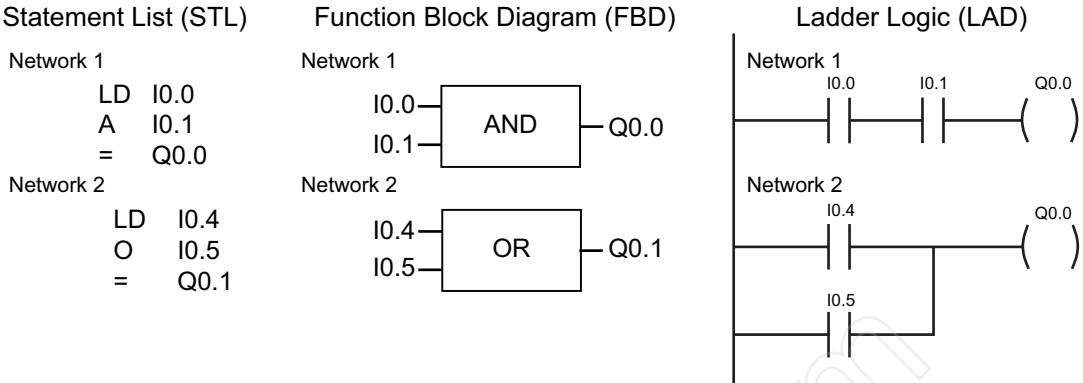 Statement List (STL)
Network 1
LD I0.0
A I0.1
= Q0.0
Network 2
LD I0.4
O I0.5
= Q0.1
Function Block Diagram (FBD)
Network 1
I0.0
I0.1
AND
Q0.0
Network 2
I0.4
I0.5
OR
Q0.1
Ladder Logic (LAD)
Network 1
I0.0 I0.1 Q0.0
Network 2
I0.4 Q0.0
I0.5